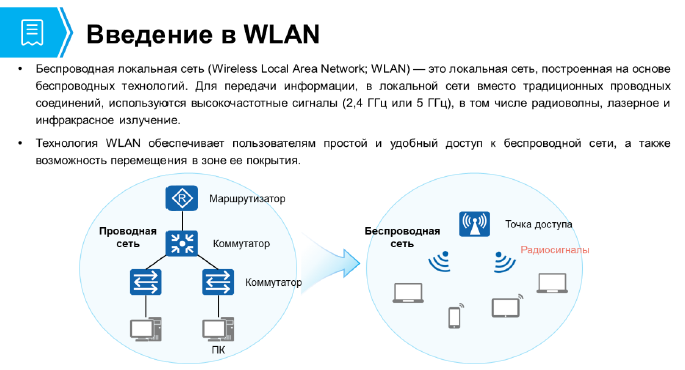 Введение в WLAN
• Беспроводная локальная сеть (Wireless Local Area Network; WLAN) — это локальная сеть, построенная на основе
беспроводных технологий. Для передачи информации, в локальной сети вместо традиционных проводных
соединений, используются высокочастотные сигналы (2,4 ГГц или 5 ГГц), в том числе радиоволны, лазерное и
инфракрасное излучение.
• Технология WLAN обеспечивает пользователям простой и удобный доступ к беспроводной сети, а также
возможность перемещения в зоне ее покрытия.
R
Маршрутизатор
Проводная
сеть
Коммутатор
Коммутатор
ПК
Беспроводная
сеть
Точка доступа
Радиосигналы